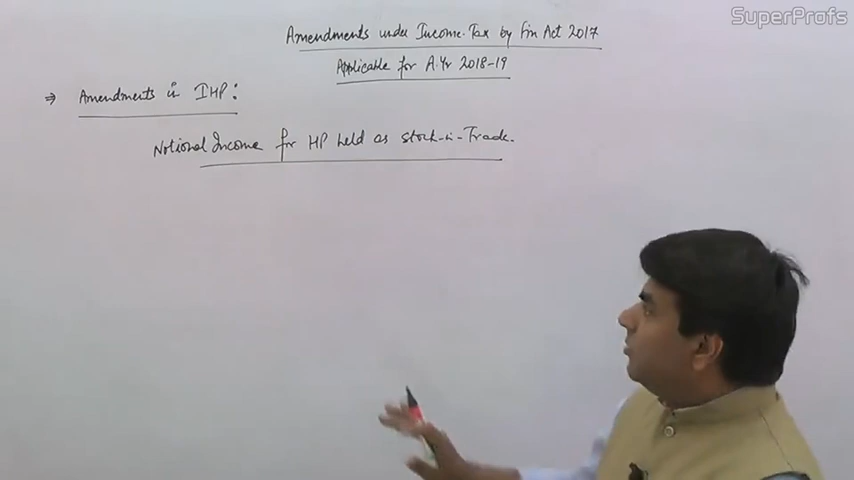 SuperProfs
Amendments under Income Tax by Fin Act 2017
Applicable for A.Yr 2018-19
⇒ Amendments in IHP:
Notional Income for HP held as stock-in-Trade.